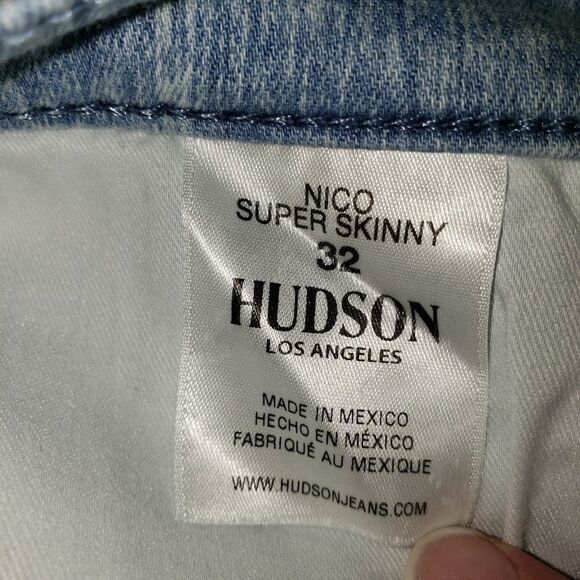 NICO
SUPER SKINNY
32
HUDSON
LOS ANGELES
MADE IN MEXICO
HECHO EN MÉXICO
FABRIQUÉ AU MEXIQUE
WWW.HUDSONJEANS.COM